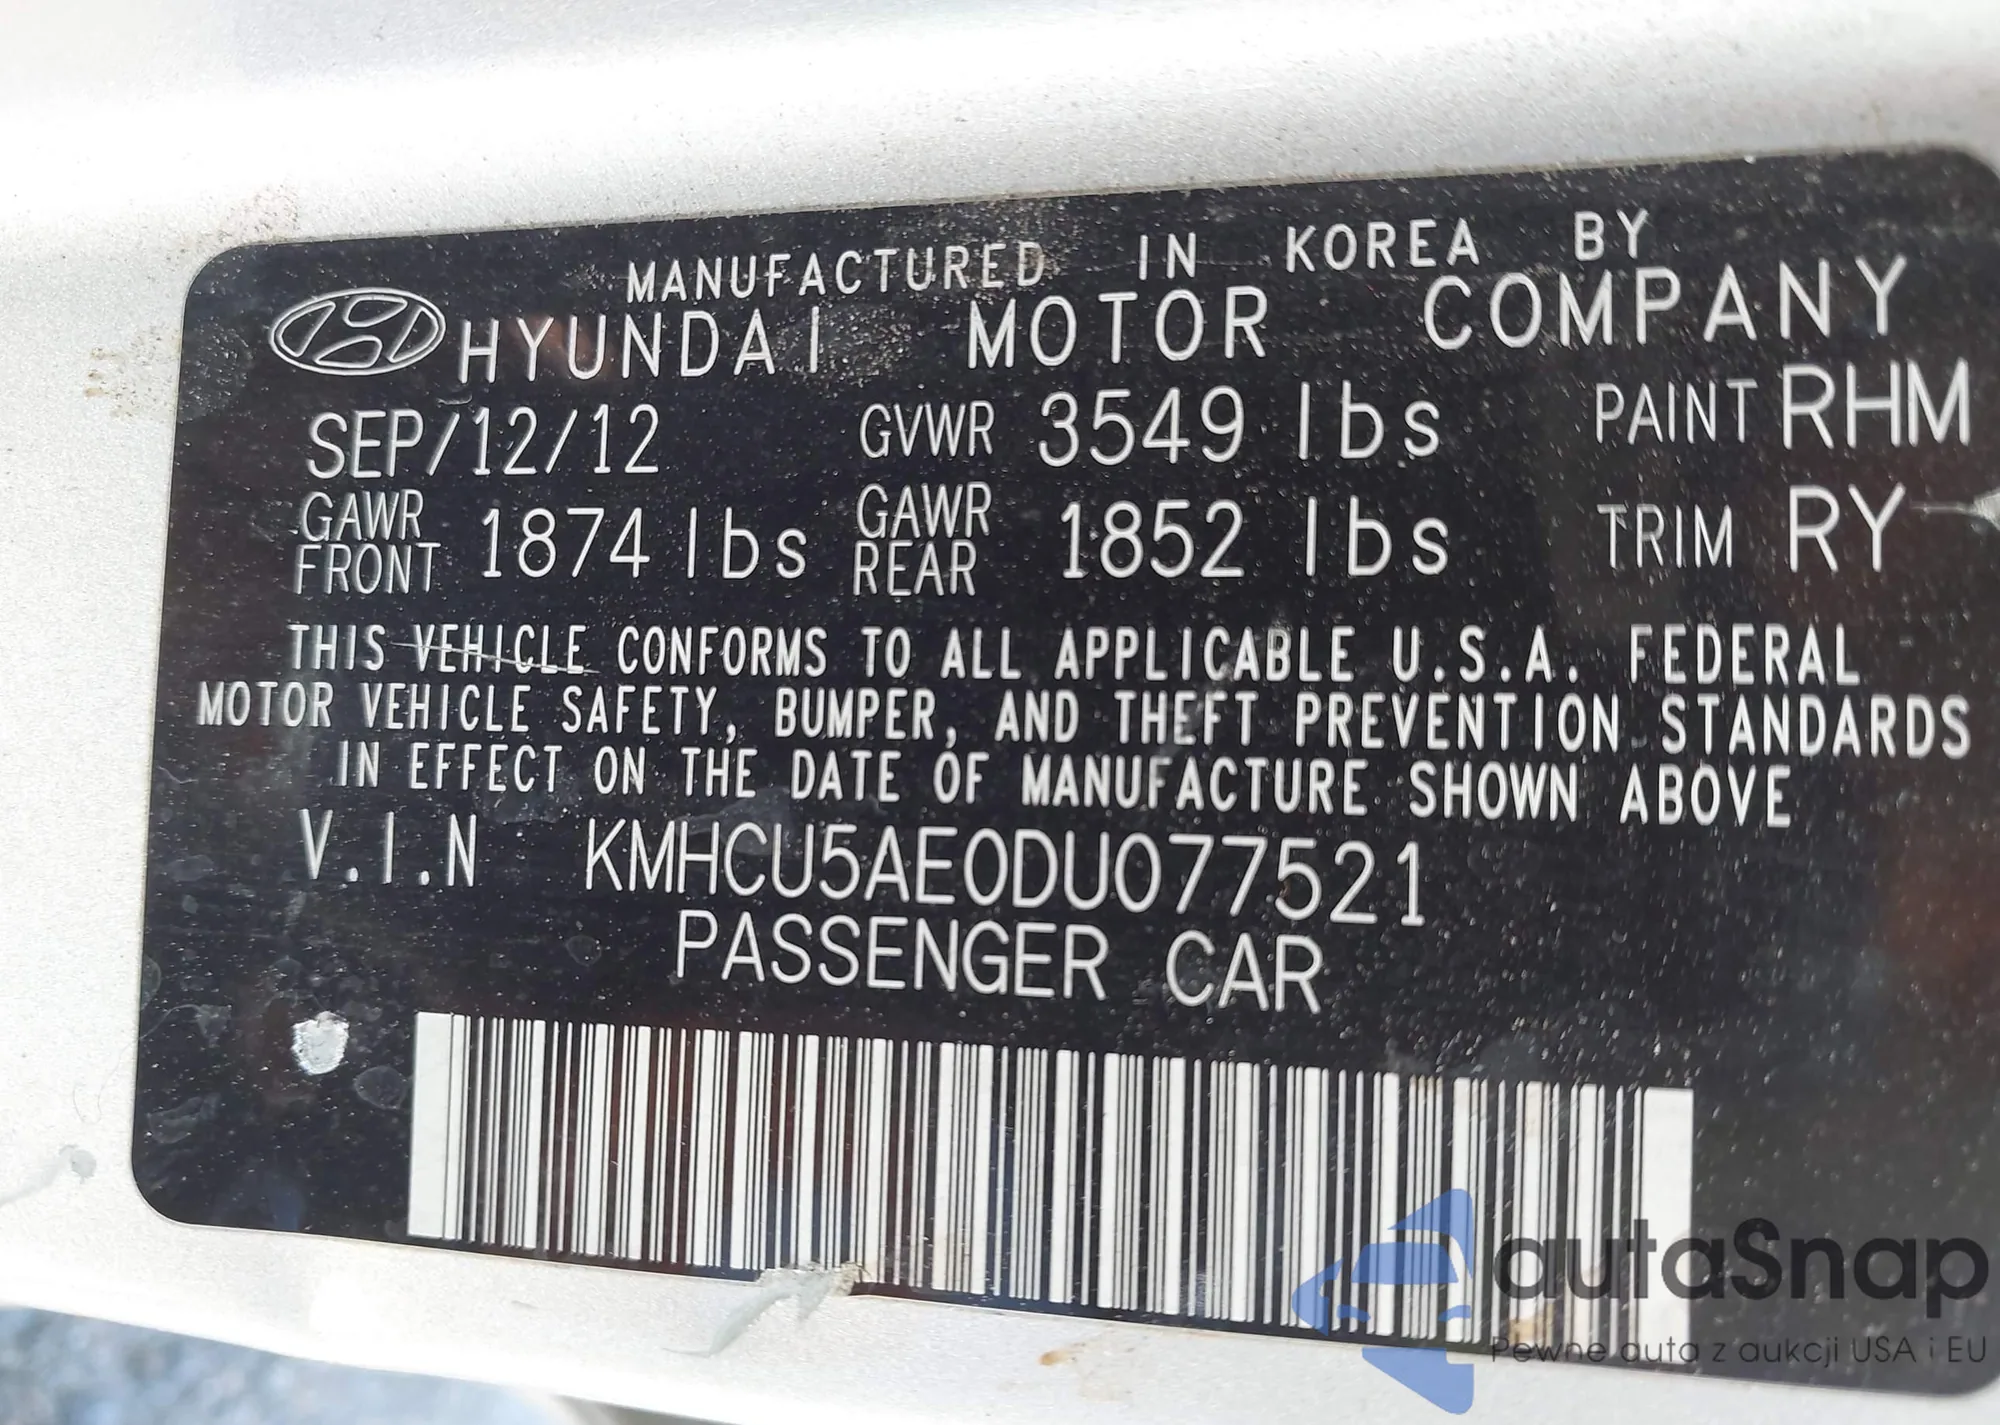 MANUFACTURED IN KOREA BY
HYUNDAI MOTOR COMPANY
SEP/12/12 GVWR 3549 lbs PAINT RHM
GAWR FRONT 1874 lbs GAWR REAR 1852 lbs TRIM RY
THIS VEHICLE CONFORMS TO ALL APPLICABLE U.S.A. FEDERAL
MOTOR VEHICLE SAFETY, BUMPER, AND THEFT PREVENTION STANDARDS
IN EFFECT ON THE DATE OF MANUFACTURE SHOWN ABOVE
V.I.N KMHCU5AE0DU077521
PASSENGER CAR
autaSnap
Pewne auta z aukcji USA i EU